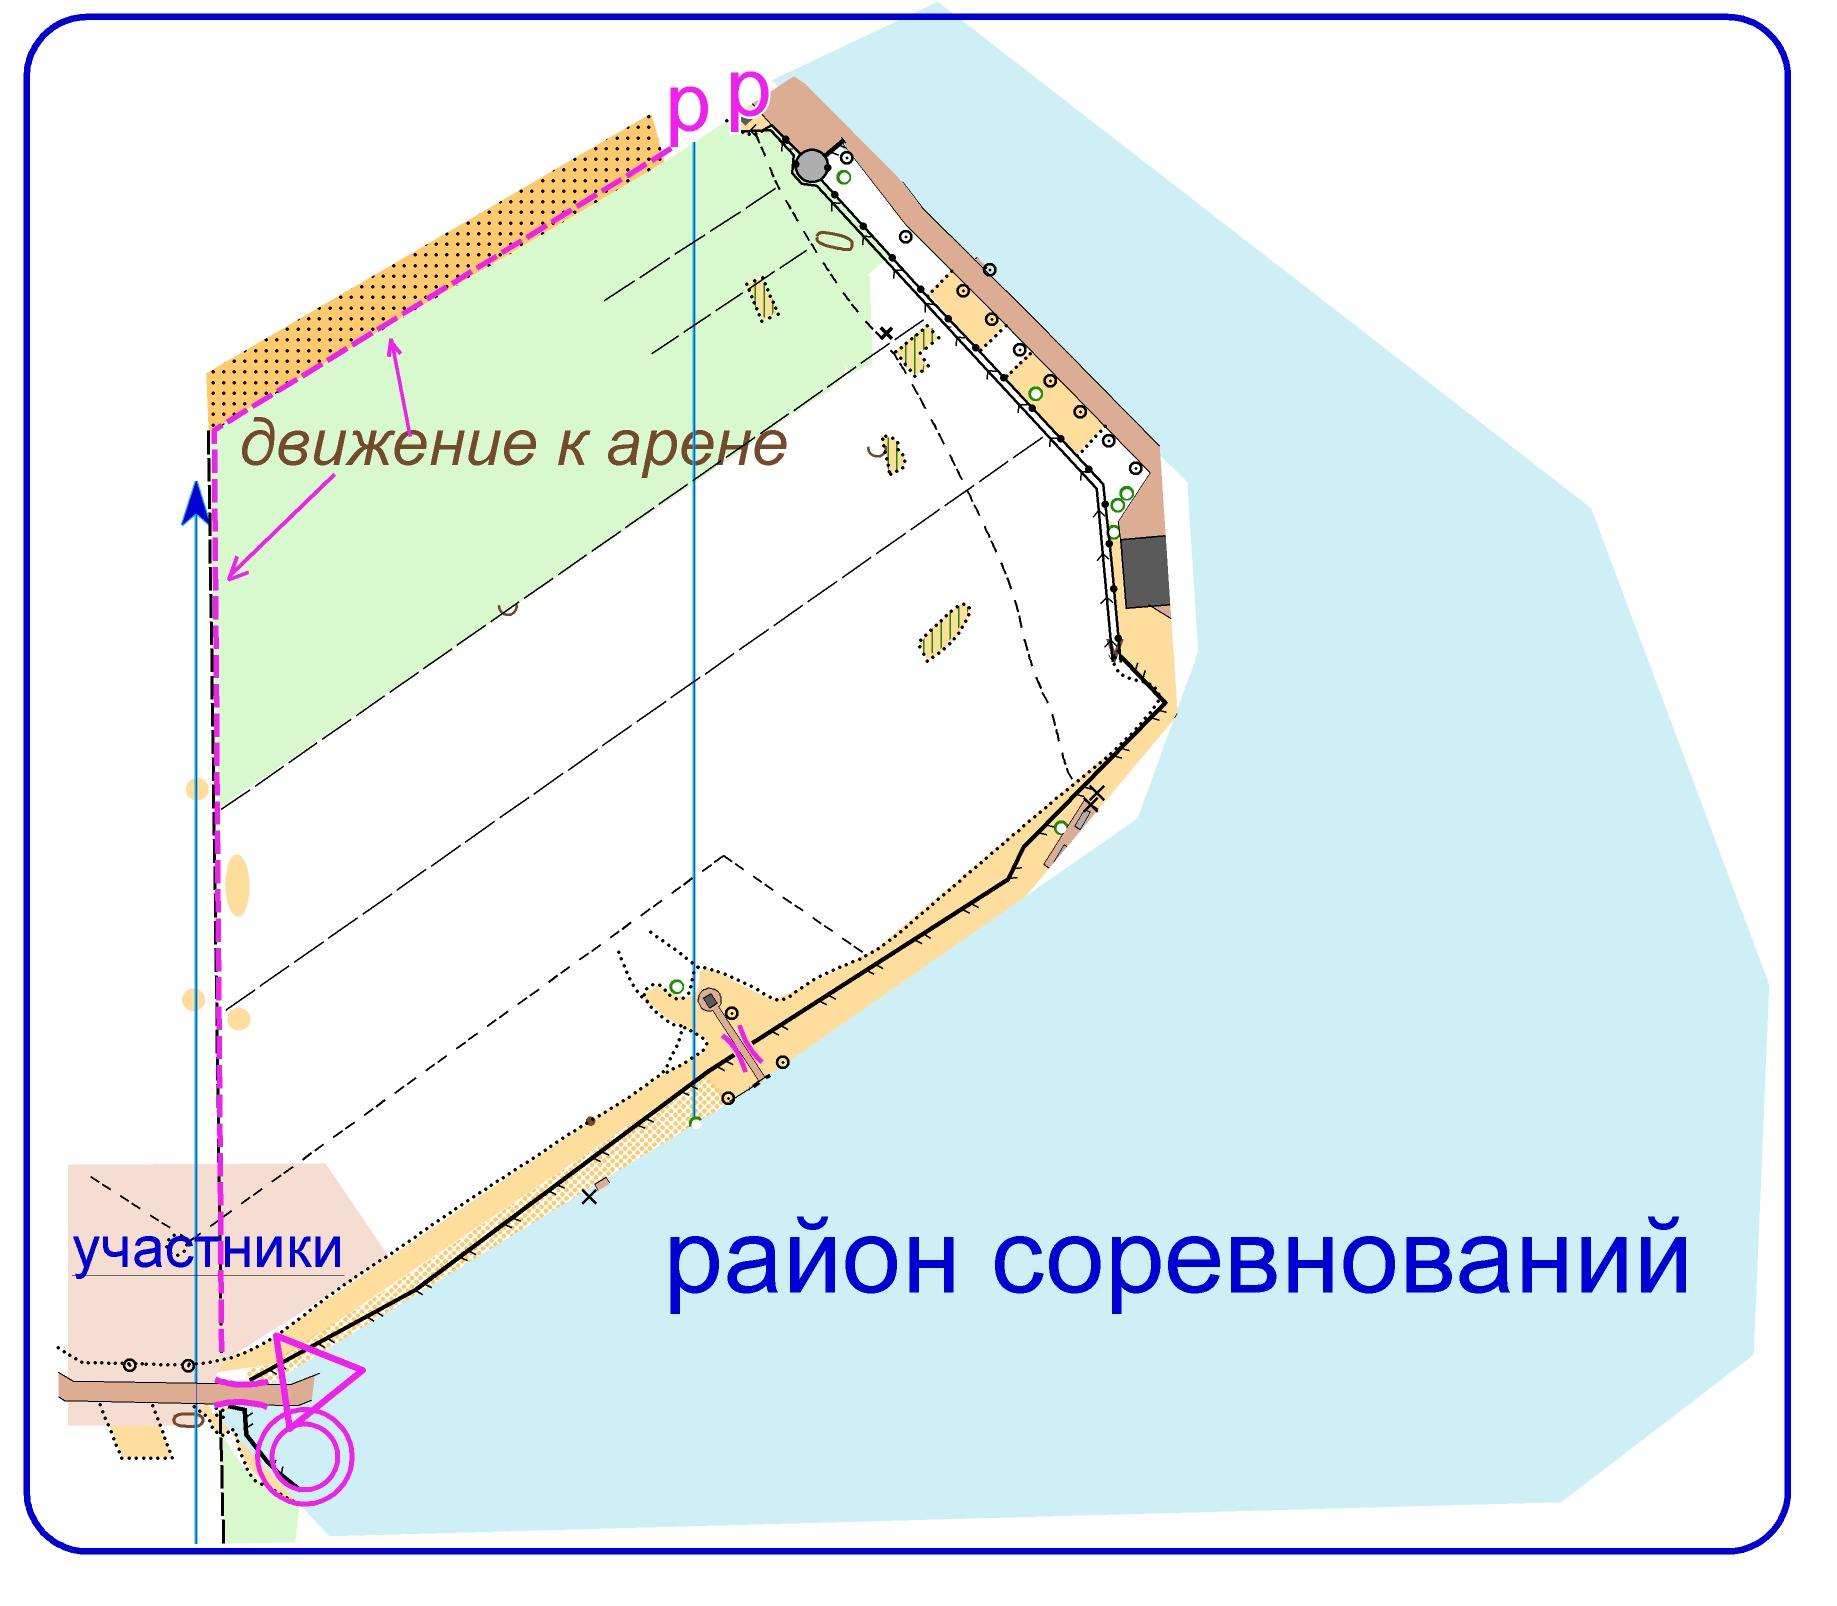 р р
движение к арене
участники
район соревнований